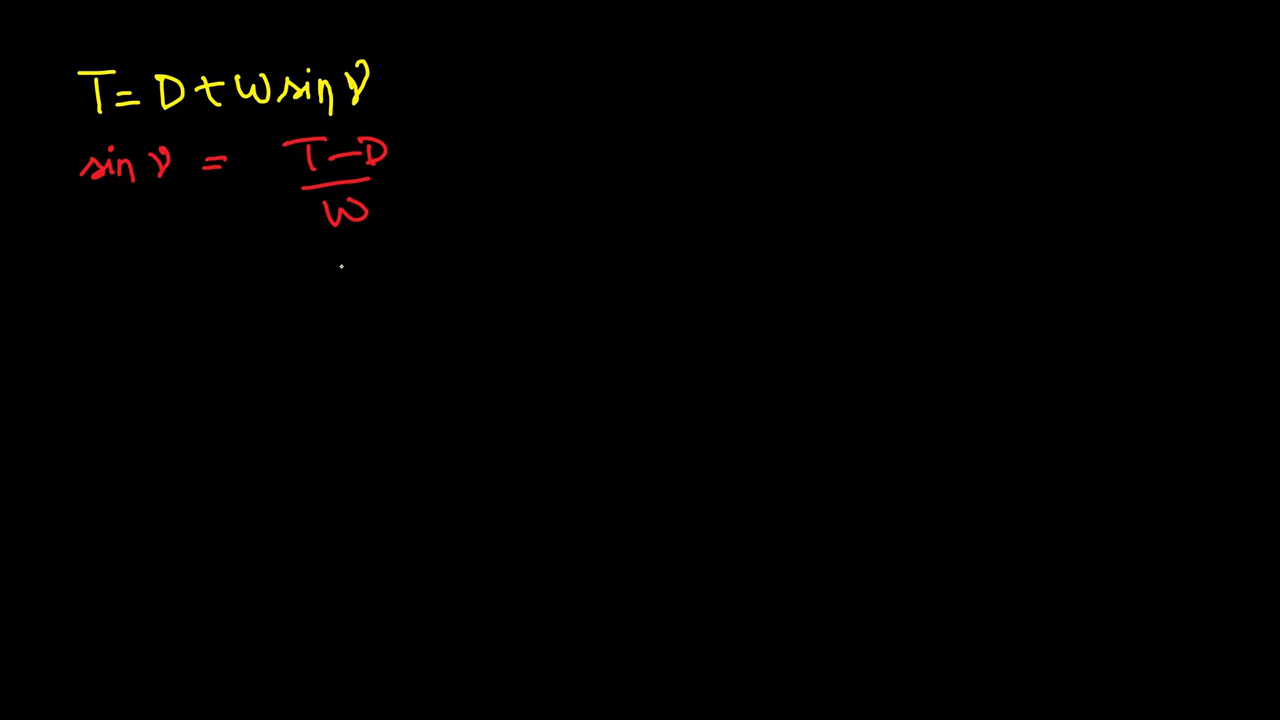 T = D + W sin γ
sin γ = T - D / W